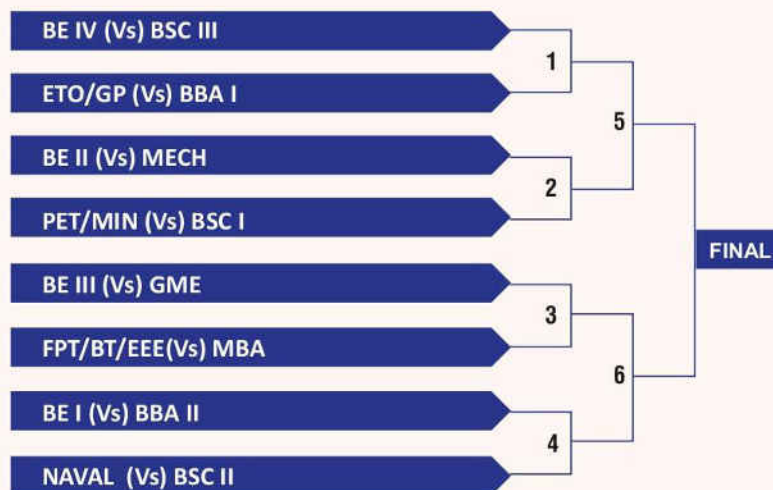 BE IV (Vs) BSC III
1
ETO/GP (Vs) BBA I
5
BE II (Vs) MECH
2
PET/MIN (Vs) BSC I
FINAL
BE III (Vs) GME
3
FPT/BT/EEE(Vs) MBA
6
BE I (Vs) BBA II
4
NAVAL (Vs) BSC II